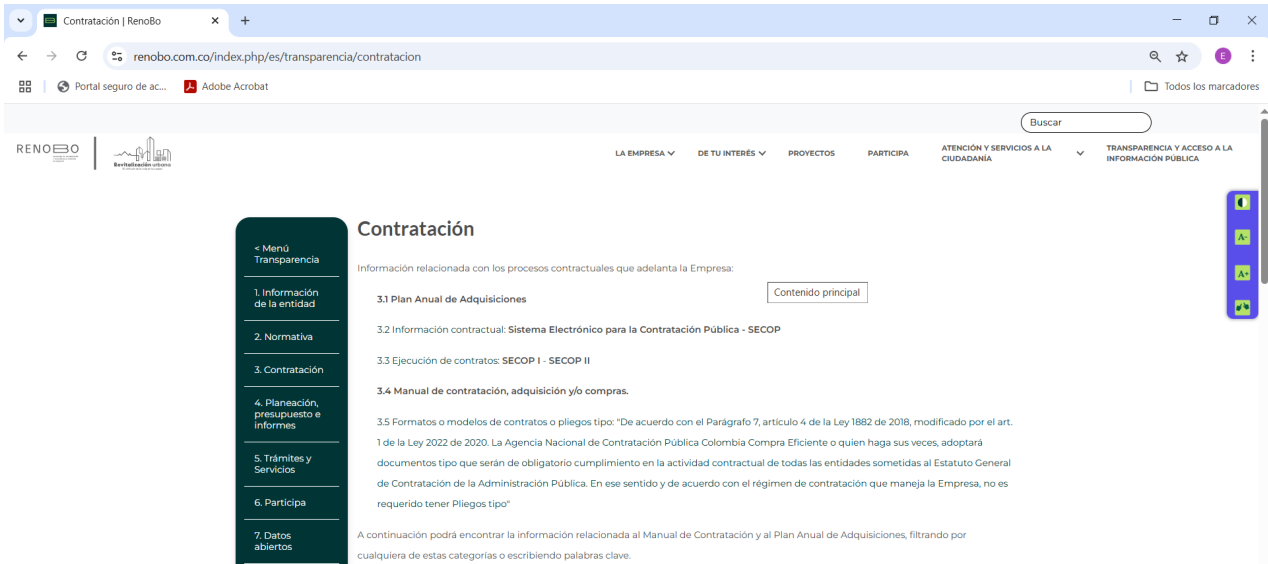 Contratación | RenoBo
renobo.com.co/index.php/es/transparencia/contratacion
E
Portal seguro de ac...
Adobe Acrobat
Todos los marcadores
Buscar
RENOBO
Revitalización urbana
LA EMPRESA
DE TU INTERÉS
PROYECTOS
PARTICIPA
ATENCIÓN Y SERVICIOS A LA
CIUDADANÍA
TRANSPARENCIA Y ACCESO A LA
INFORMACIÓN PÚBLICA
A-
A+
< Menú
Transparencia
1. Información
de la entidad
2. Normativa
3. Contratación
4. Planeación,
presupuesto e
informes
5. Trámites y
Servicios
6. Participa
7. Datos
abiertos
Contratación
Información relacionada con los procesos contractuales que adelanta la Empresa:
Contenido principal
3.1 Plan Anual de Adquisiciones
3.2 Información contractual: Sistema Electrónico para la Contratación Pública - SECOP
3.3 Ejecución de contratos: SECOP I - SECOP II
3.4 Manual de contratación, adquisición y/o compras.
3.5 Formatos o modelos de contratos o pliegos tipo: "De acuerdo con el Parágrafo 7, artículo 4 de la Ley 1882 de 2018, modificado por el art.
1 de la Ley 2022 de 2020. La Agencia Nacional de Contratación Pública Colombia Compra Eficiente o quien haga sus veces, adoptará
documentos tipo que serán de obligatorio cumplimiento en la actividad contractual de todas las entidades sometidas al Estatuto General
de Contratación de la Administración Pública. En ese sentido y de acuerdo con el régimen de contratación que maneja la Empresa, no es
requerido tener Pliegos tipo"
A continuación podrá encontrar la información relacionada al Manual de Contratación y al Plan Anual de Adquisiciones, filtrando por
cualquiera de estas categorías o escribiendo palabras clave.